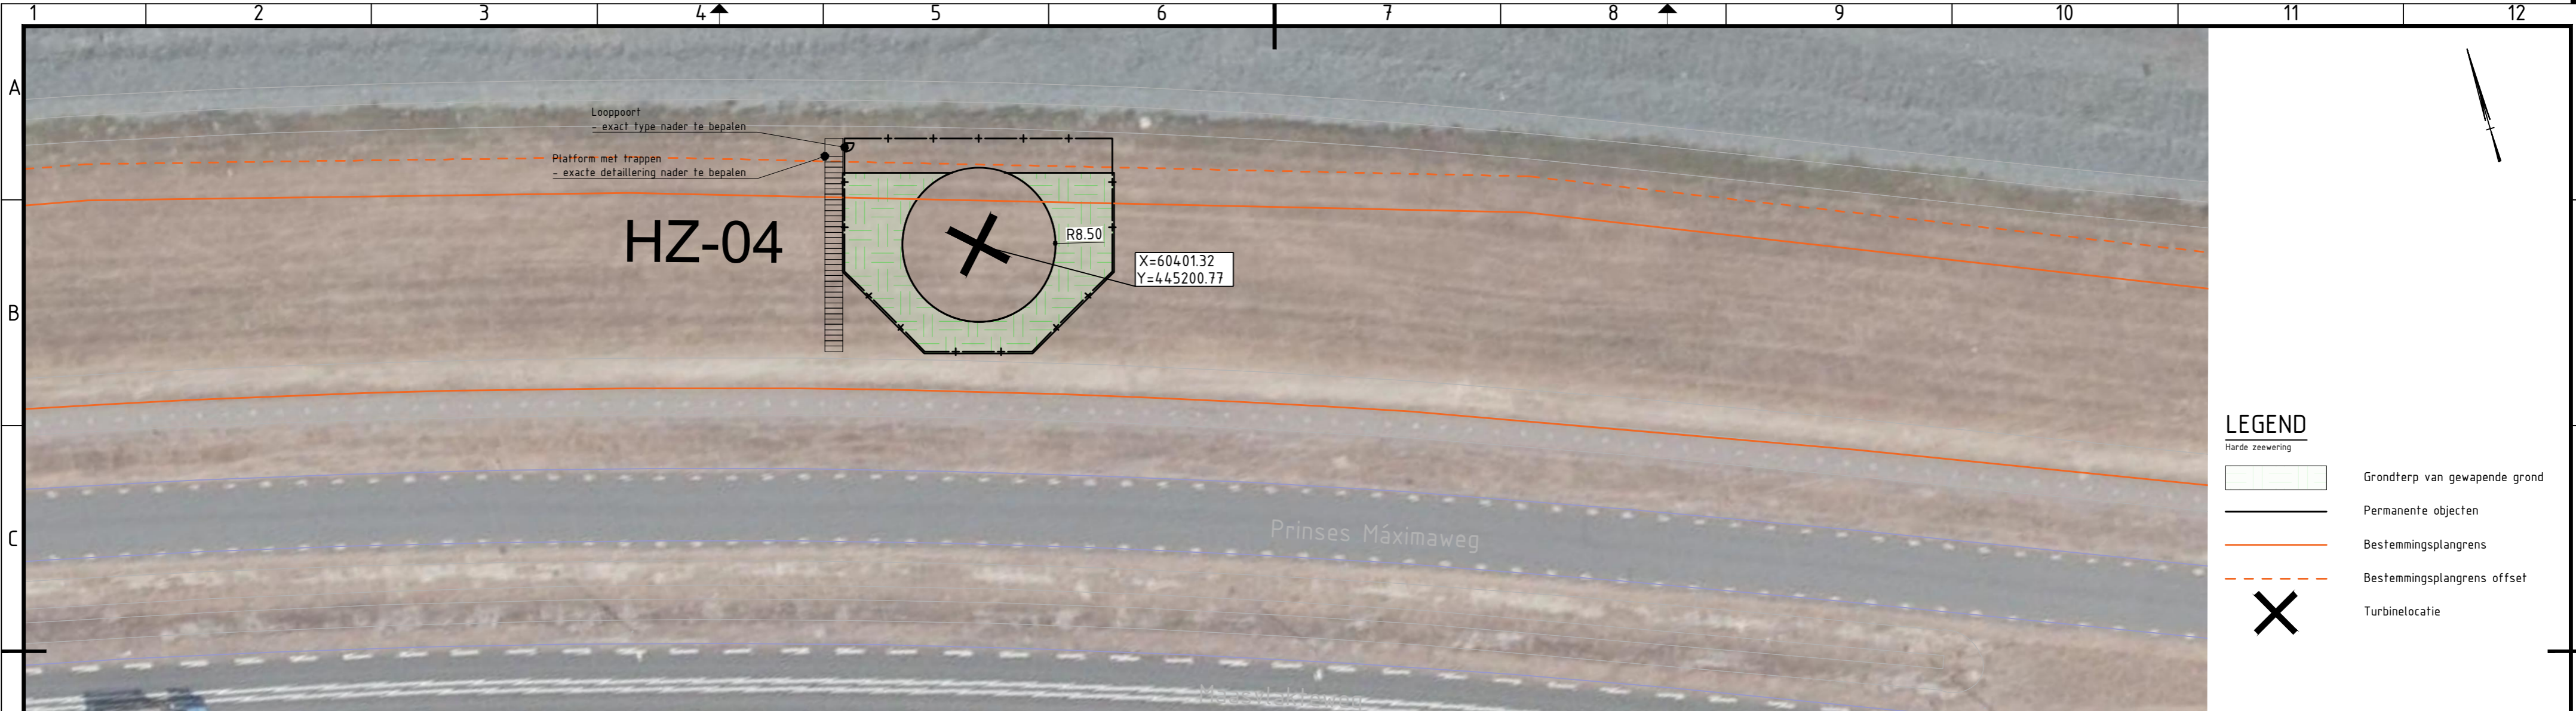 1 2 3 4 5 6 7 8 9 10 11 12
A
B
C
Looppoort
- exact type nader te bepalen
Platform met trappen
- exacte detaillering nader te bepalen
HZ-04
R8.50
X=60401.32
Y=445200.77
Prinses Máximaweg
Maasvlakteweg
LEGEND
Harde zeewering
Grondterp van gewapende grond
Permanente objecten
Bestemmingsplangrens
Bestemmingsplangrens offset
Turbinelocatie